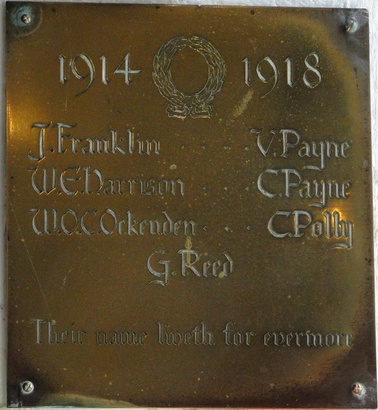 1914 1918
J. Franklin . . . . V. Payne
W. E. Harrison . . . . C. Payne
W. O. C. Ockenden . . . C. Polly
G. Reed
Their name liveth for evermore